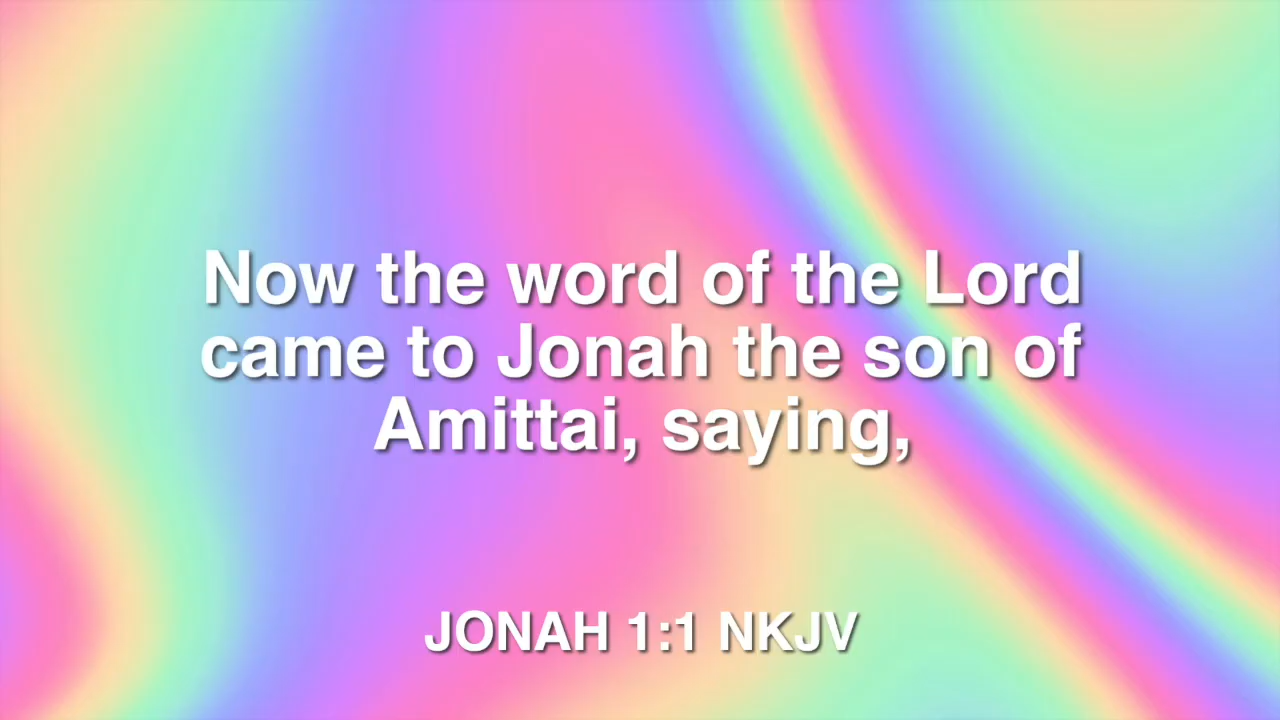 Now the word of the Lord
came to Jonah the son of
Amittai, saying,
JONAH 1:1 NKJV